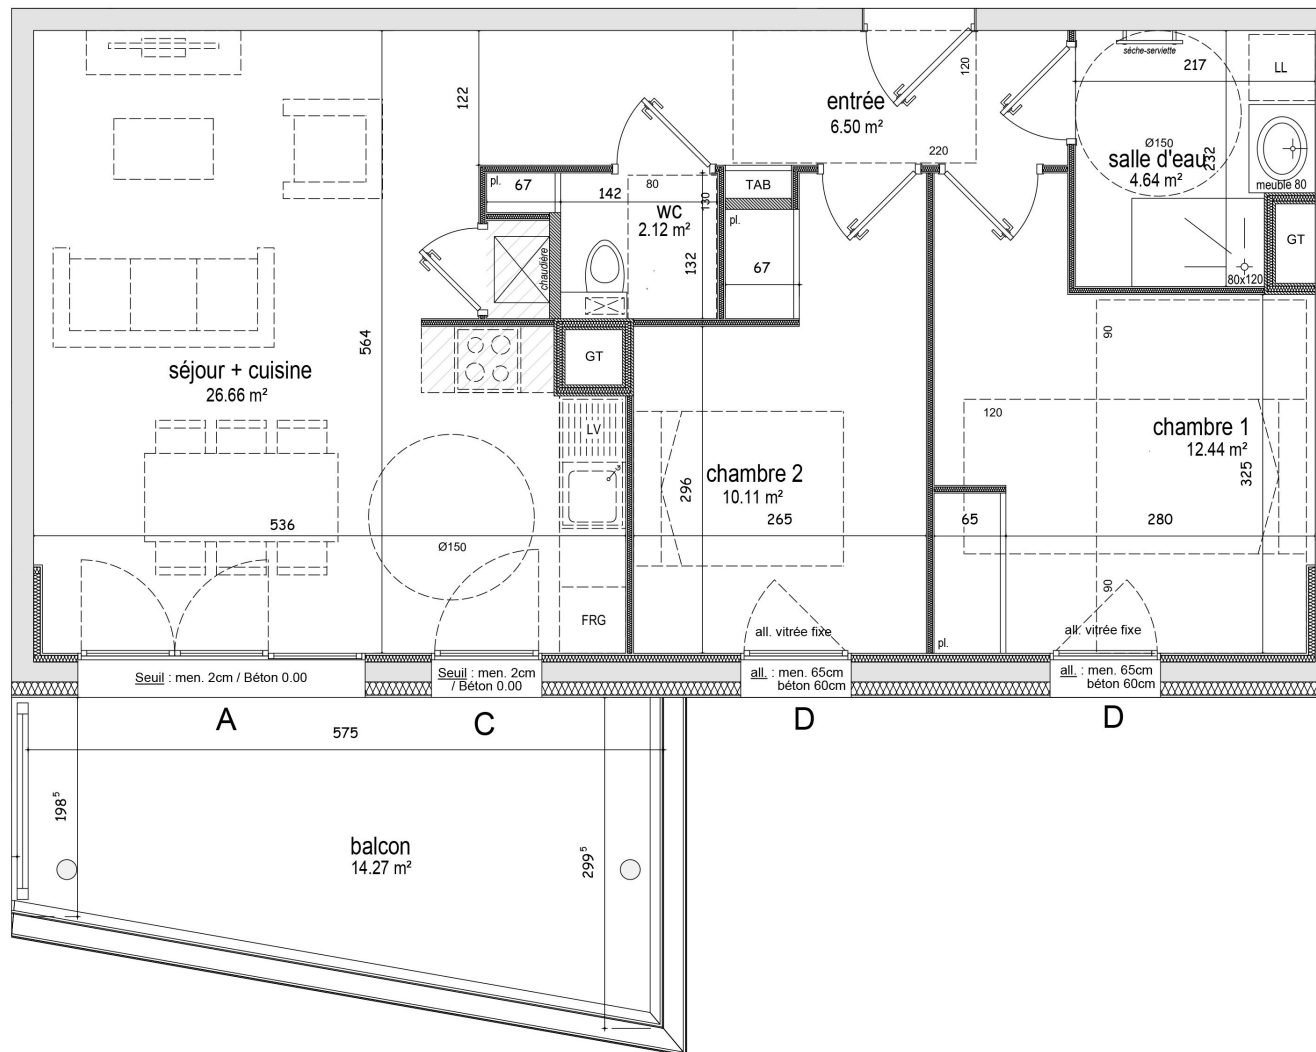 sèche-serviette
217
LL
120
entrée
6.50 m²
122
220
Ø150
salle d'eau
4.64 m²
232
meuble 80
pl.
67
142
80
130
TAB
wc
2.12 m²
pl.
132
67
chaudière
GT
80x120
564
séjour + cuisine
26.66 m²
GT
90
120
chambre 1
12.44 m²
LV
chambre 2
10.11 m²
296
325
536
265
65
280
Ø150
90
FRG
all. vitrée fixe
all. vitrée fixe
pl.
Seuil : men. 2cm / Béton 0.00
Seuil : men. 2cm
/ Béton 0.00
all. : men. 65cm
béton 60cm
all. : men. 65cm
béton 60cm
A
C
D
D
575
198⁵
balcon
14.27 m²
299⁵